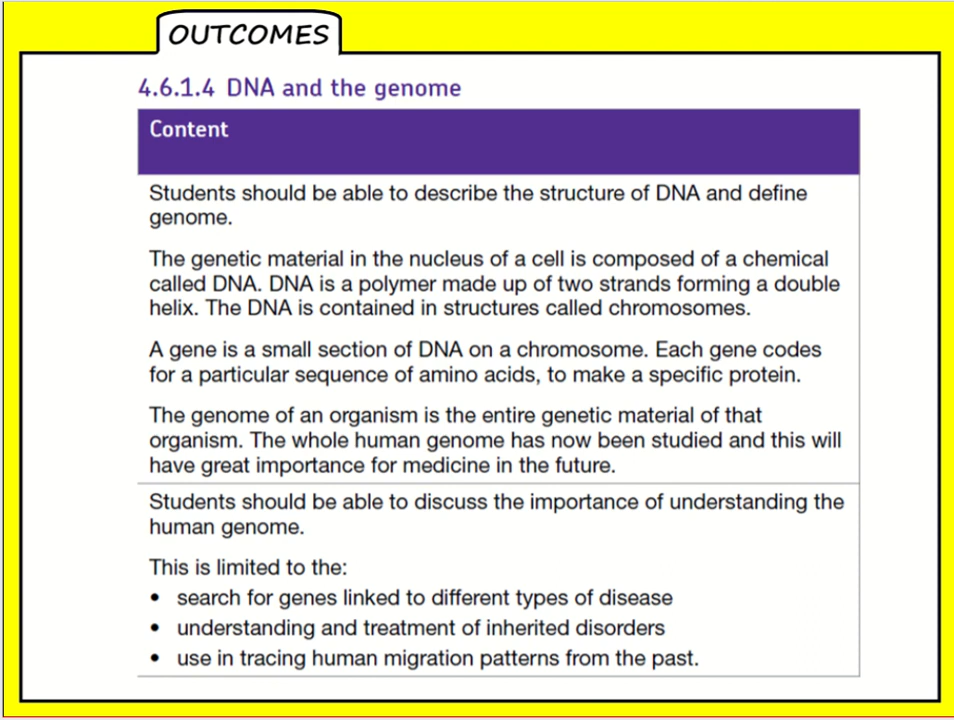 OUTCOMES
4.6.1.4 DNA and the genome
Content
Students should be able to describe the structure of DNA and define
genome.
The genetic material in the nucleus of a cell is composed of a chemical
called DNA. DNA is a polymer made up of two strands forming a double
helix. The DNA is contained in structures called chromosomes.
A gene is a small section of DNA on a chromosome. Each gene codes
for a particular sequence of amino acids, to make a specific protein.
The genome of an organism is the entire genetic material of that
organism. The whole human genome has now been studied and this will
have great importance for medicine in the future.
Students should be able to discuss the importance of understanding the
human genome.
This is limited to the:
• search for genes linked to different types of disease
• understanding and treatment of inherited disorders
• use in tracing human migration patterns from the past.